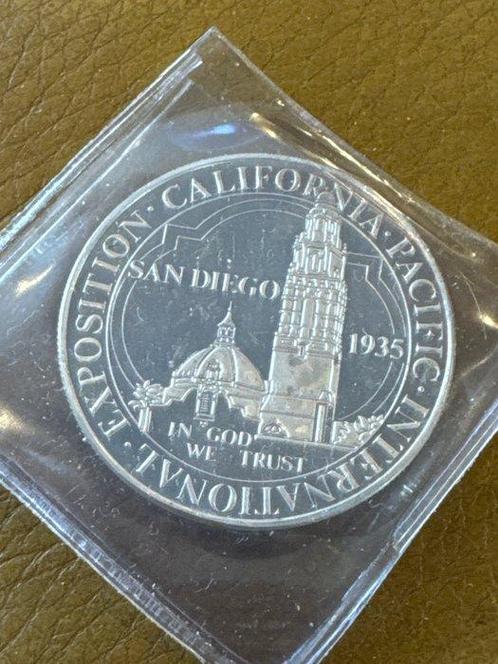 · CALIFORNIA · PACIFIC · INTERNATIONAL · EXPOSITION
SAN DIEGO
1935
IN GOD
WE TRUST